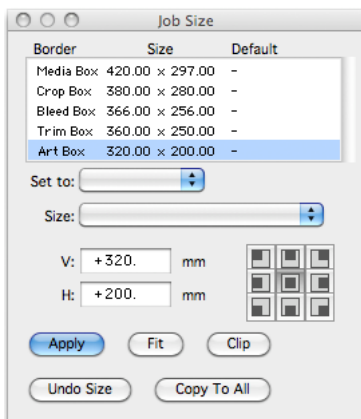 Job Size
Border Size Default
Media Box 420.00 x 297.00 -
Crop Box 380.00 x 280.00 -
Bleed Box 366.00 x 256.00 -
Trim Box 360.00 x 250.00 -
Art Box 320.00 x 200.00 -
Set to:
Size:
V: +320. mm
H: +200. mm
Apply Fit Clip
Undo Size Copy To All